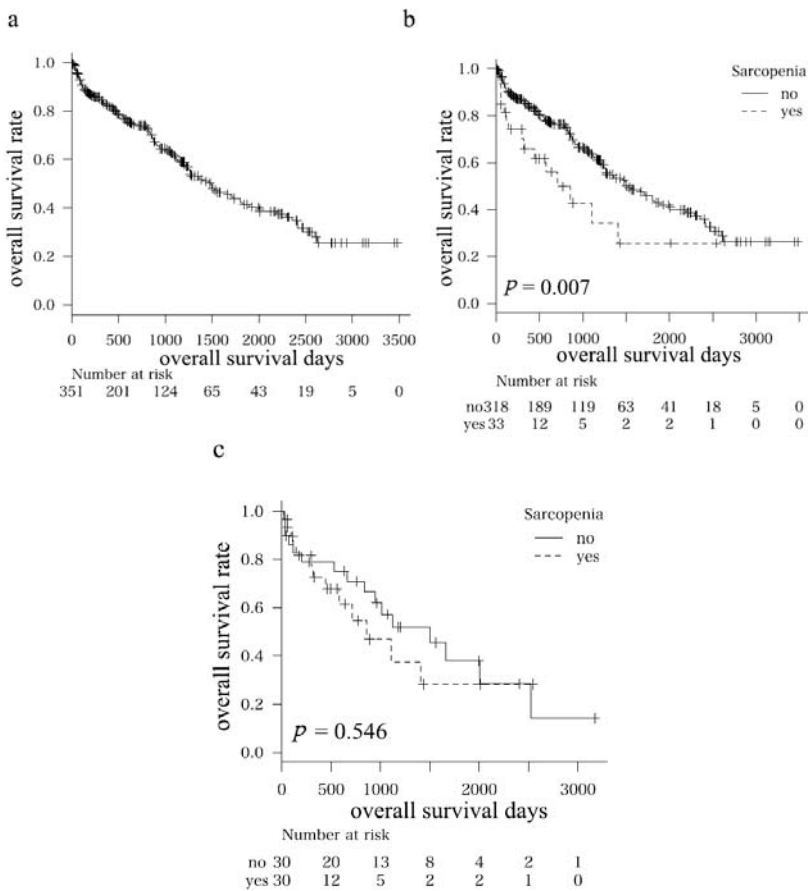 a
1.0
0.8
0.6
0.4
0.2
0.0
overall survival rate
0 500 1000 1500 2000 2500 3000 3500
overall survival days
Number at risk
351 201 124 65 43 19 5 0
b
1.0
0.8
0.6
0.4
0.2
0.0
overall survival rate
Sarcopenia
no
yes
p = 0.007
0 500 1000 2000 3000
overall survival days
Number at risk
no318 189 119 63 41 18 5 0
yes33 12 5 2 2 1 0 0
c
1.0
0.8
0.6
0.4
0.2
0.0
overall survival rate
Sarcopenia
no
yes
p = 0.546
0 500 1000 2000 3000
overall survival days
Number at risk
no 30 20 13 8 4 2 1
yes30 12 5 2 2 1 0